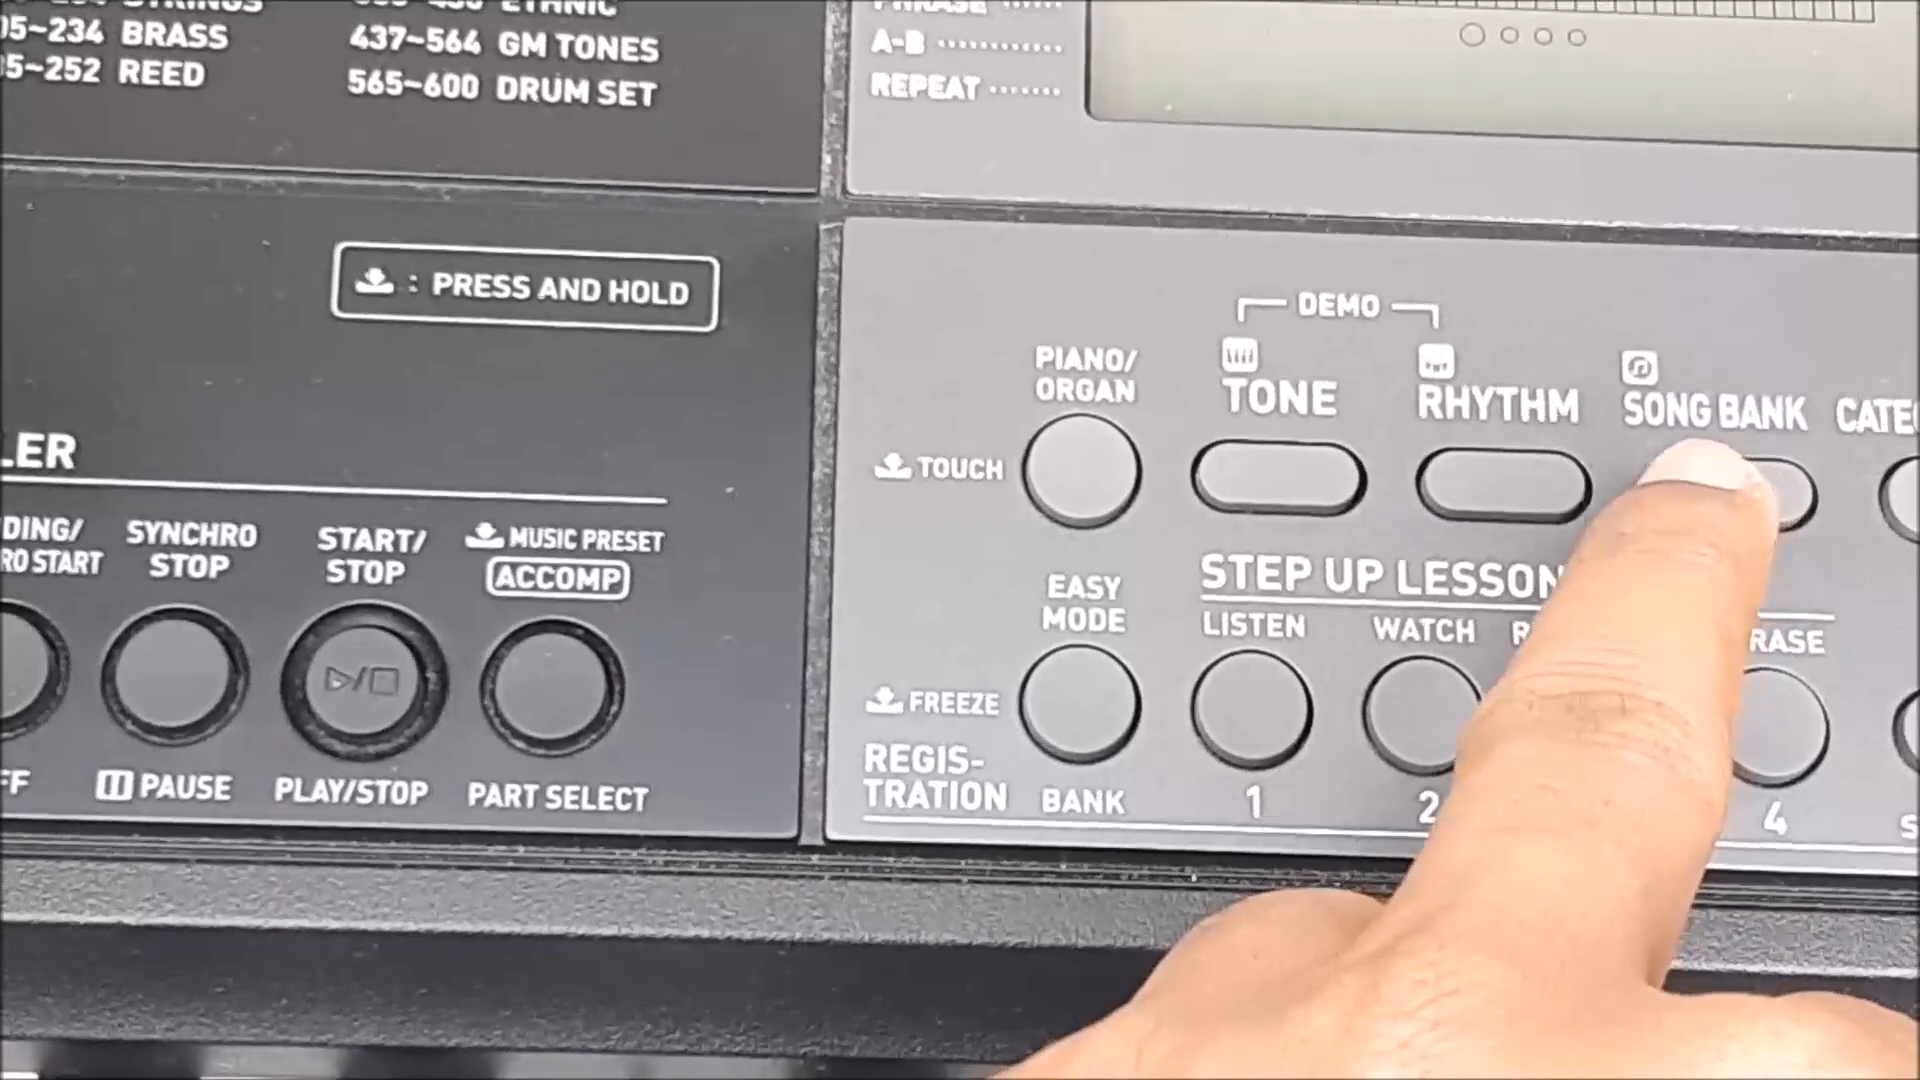 BRASS
REED
ETHNIC
437~564 GM TONES
565~600 DRUM SET
PHRASE
A-B
REPEAT
: PRESS AND HOLD
DEMO
PIANO/
ORGAN
TONE
RHYTHM
SONG BANK
TOUCH
SYNCHRO
STOP
START/
STOP
MUSIC PRESET
ACCOMP
PAUSE
PLAY/STOP
PART SELECT
STEP UP LESSON
EASY
MODE
LISTEN
WATCH
FREEZE
REGIS-
TRATION
BANK
1
2
4